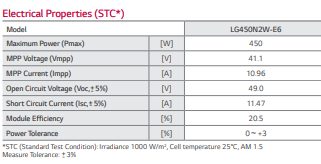 Electrical Properties (STC*)
Model LG450N2W-E6
Maximum Power (Pmax) [W] 450
MPP Voltage (Vmpp) [V] 41.1
MPP Current (Impp) [A] 10.96
Open Circuit Voltage (Voc,± 5%) [V] 49.0
Short Circuit Current (Isc,± 5%) [A] 11.47
Module Efficiency [%] 20.5
Power Tolerance [%] 0 ~ +3
*STC (Standard Test Condition): Irradiance 1000 W/m², Cell temperature 25°C, AM 1.5
Measure Tolerance: ± 3%